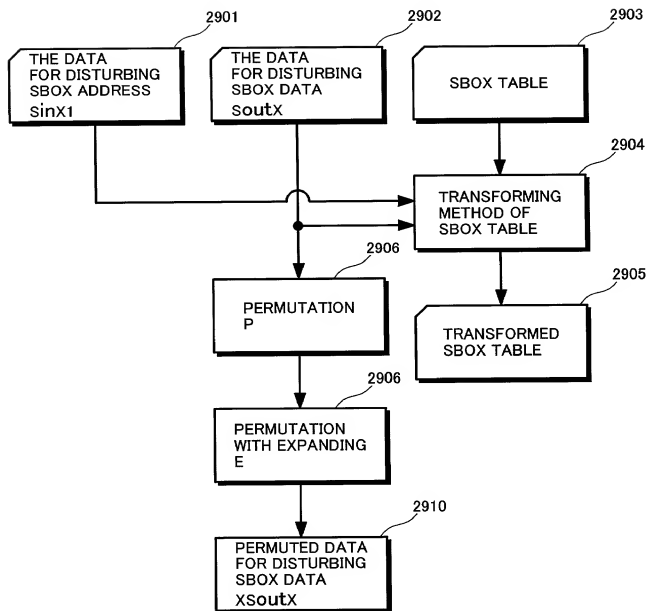 2901
2902
2903
THE DATA
FOR DISTURBING
SBOX ADDRESS
SinX1
THE DATA
FOR DISTURBING
SBOX DATA
SoutX
SBOX TABLE
2904
TRANSFORMING
METHOD OF
SBOX TABLE
2906
PERMUTATION
P
2905
TRANSFORMED
SBOX TABLE
2906
PERMUTATION
WITH EXPANDING
E
2910
PERMUTED DATA
FOR DISTURBING
SBOX DATA
XSoutX